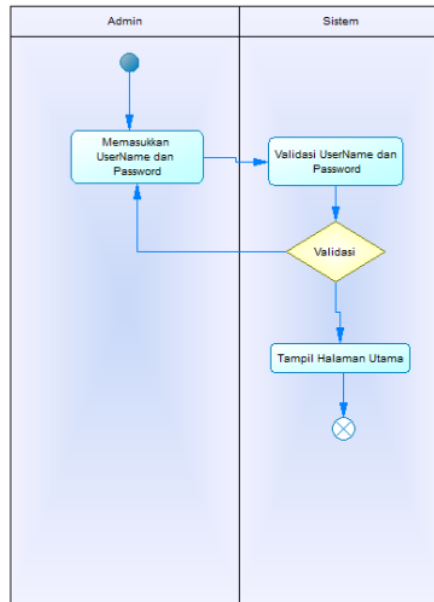 Admin
Sistem
Memasukkan
UserName dan
Password
Validasi UserName dan
Password
Validasi
Tampil Halaman Utama